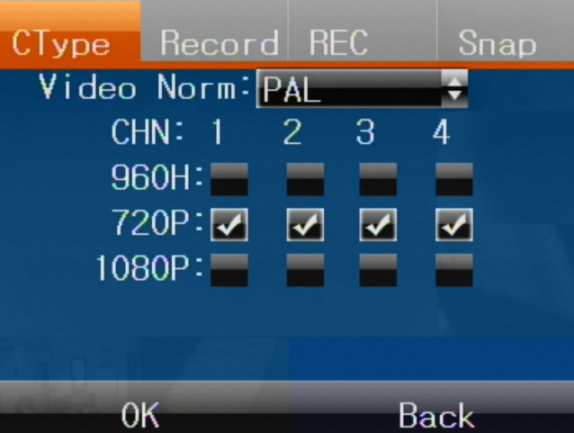 CType Record REC Snap
Video Norm: PAL
CHN: 1 2 3 4
960H:
720P:
1080P:
OK Back